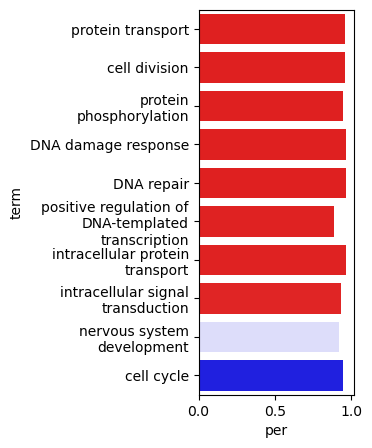 protein transport
cell division
protein
phosphorylation
DNA damage response
DNA repair
positive regulation of
DNA-templated
transcription
intracellular protein
transport
intracellular signal
transduction
nervous system
development
cell cycle
term
0.0 0.5 1.0
per